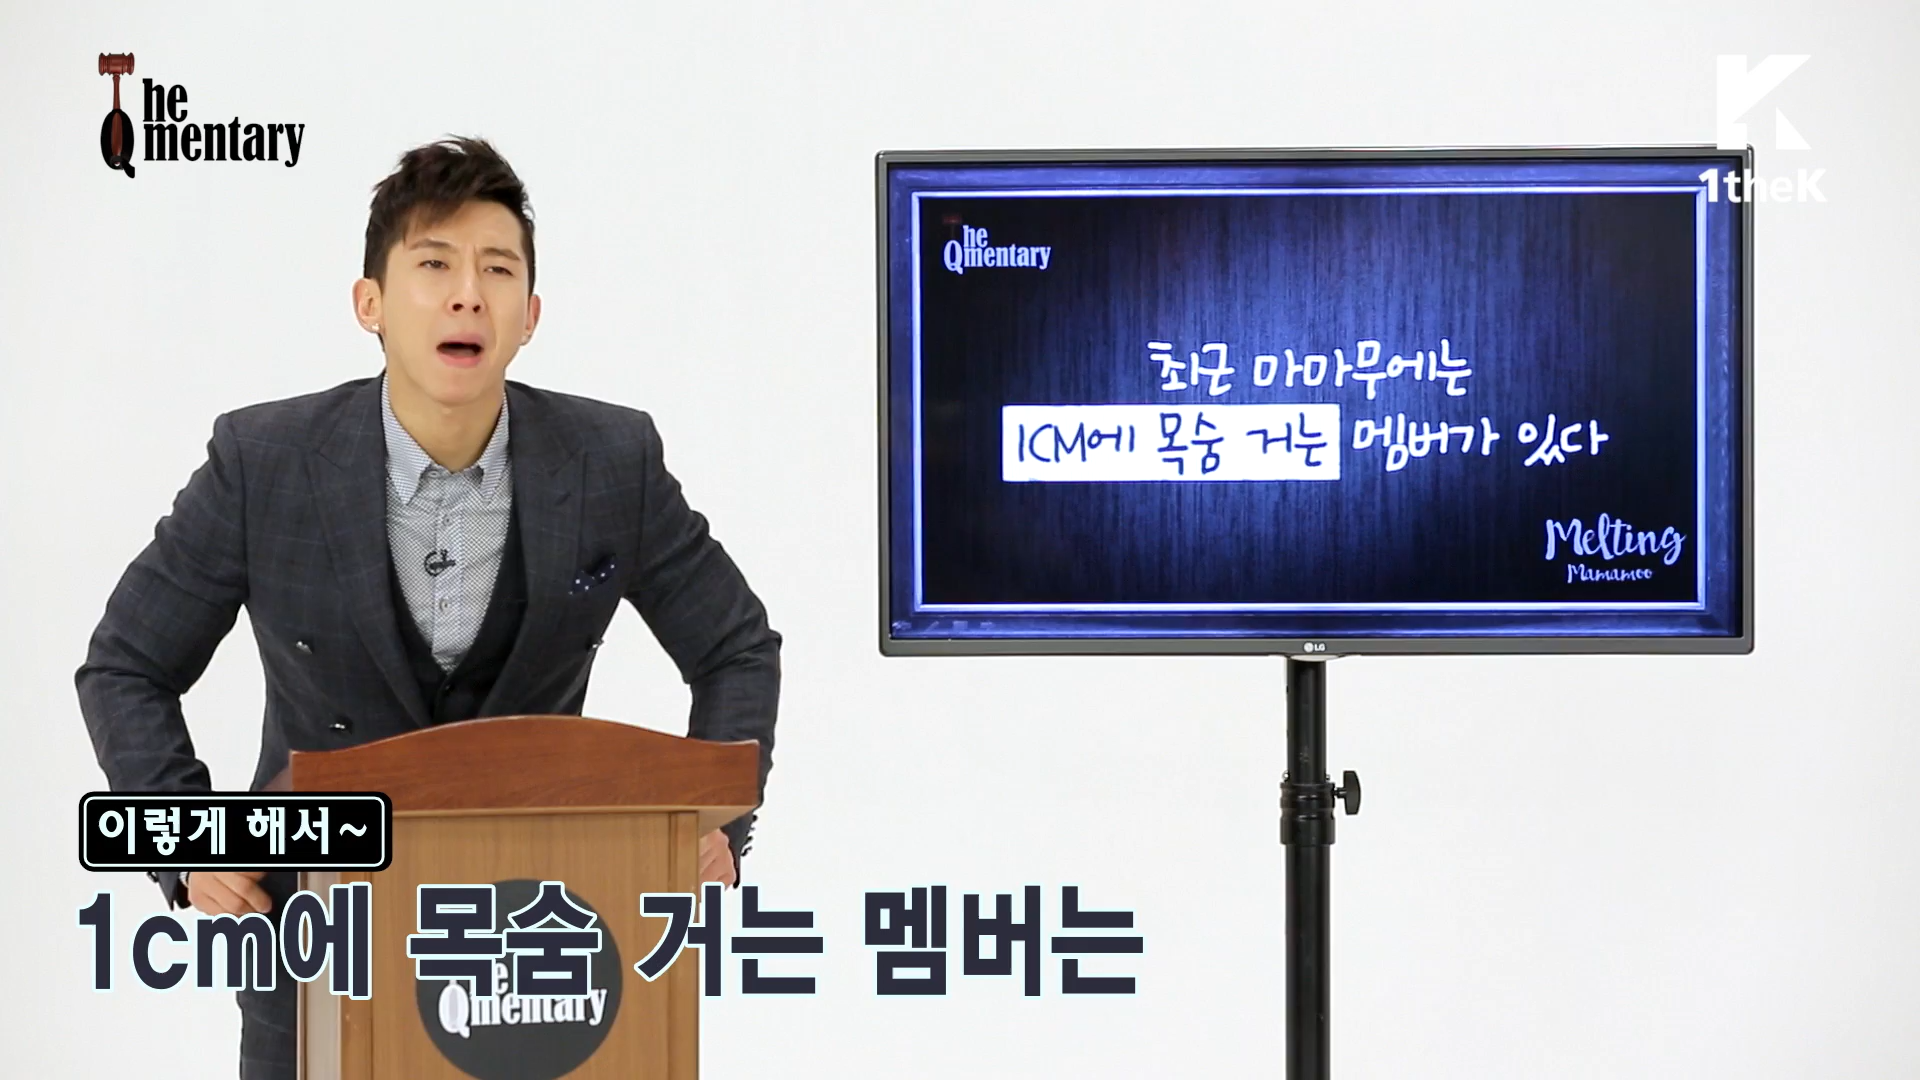 The
Qmentary
1theK
The
Qmentary
최근 마마무에는
1CM에 목숨 거는 멤버가 있다
Melting
Mamamoo
LG
이렇게 해서~
1cm에 목숨 거는 멤버는
The
Qmentary